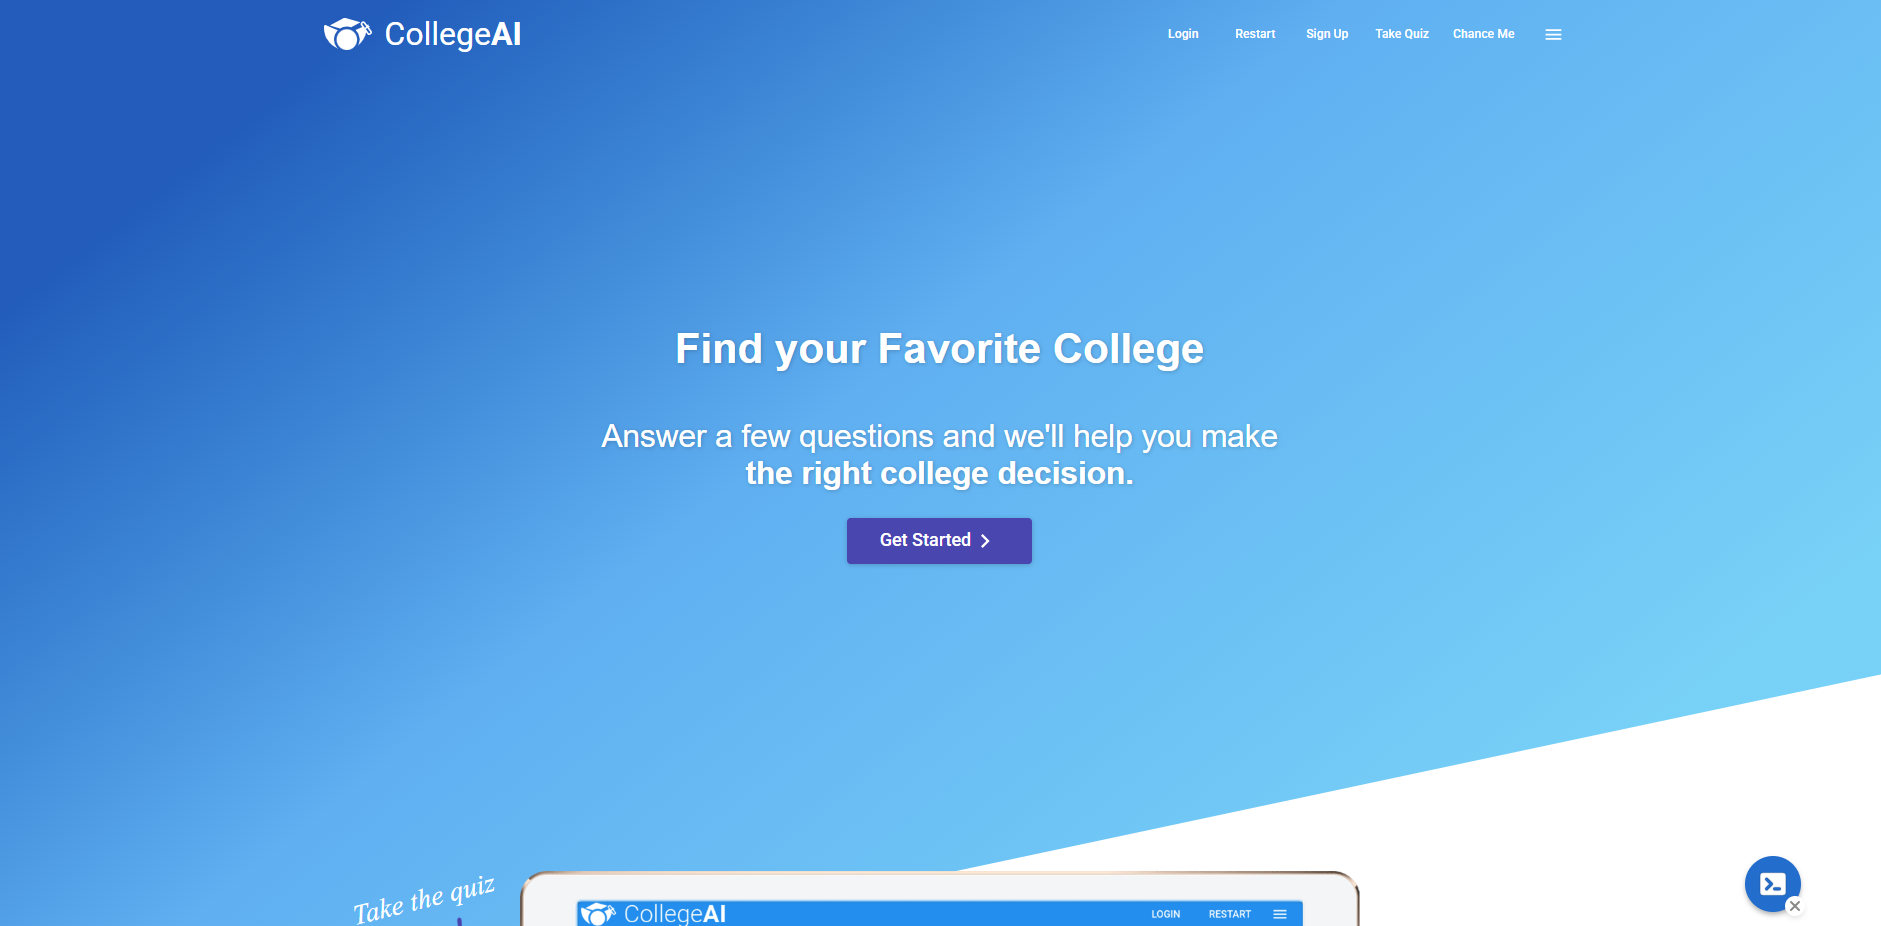 CollegeAI
Login Restart Sign Up Take Quiz Chance Me
Find your Favorite College
Answer a few questions and we'll help you make
the right college decision.
Get Started
Take the quiz
CollegeAI
LOGIN RESTART